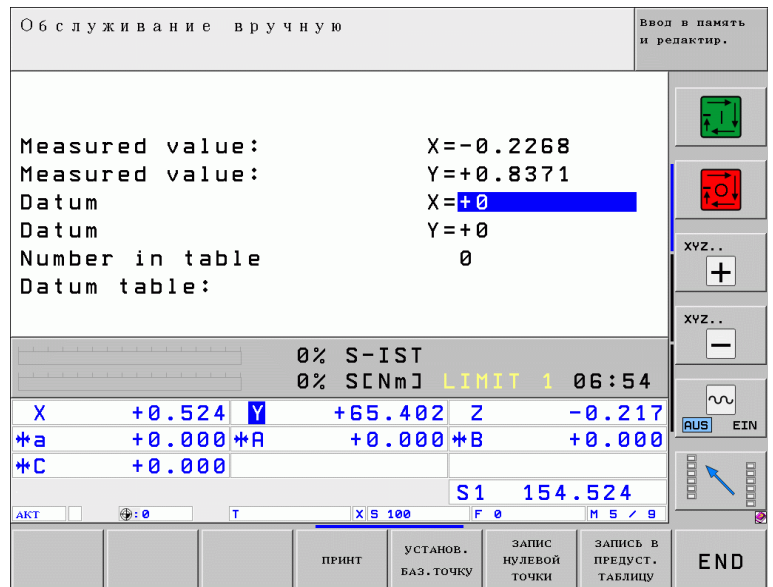 Обслуживание вручную
Ввод в память
и редактир.
Measured value: X=-0.2268
Measured value: Y=+0.8371
Datum X=+0
Datum Y=+0
Number in table 0
Datum table:
0% S-IST
0% S[Nm] LIMIT 1 06:54
X +0.524 Y +65.402 Z -0.217
*a +0.000 *A +0.000 *B +0.000
*C +0.000
S1 154.524
АКТ :0 T X S 100 F 0 M 5 / 9
XYZ..
+
XYZ..
-
AUS EIN
ПРИНТ
УСТАНОВ.
БАЗ.ТОЧКУ
ЗАПИС
НУЛЕВОЙ
ТОЧКИ
ЗАПИСЬ В
ПРЕДУСТ.
ТАБЛИЦУ
END